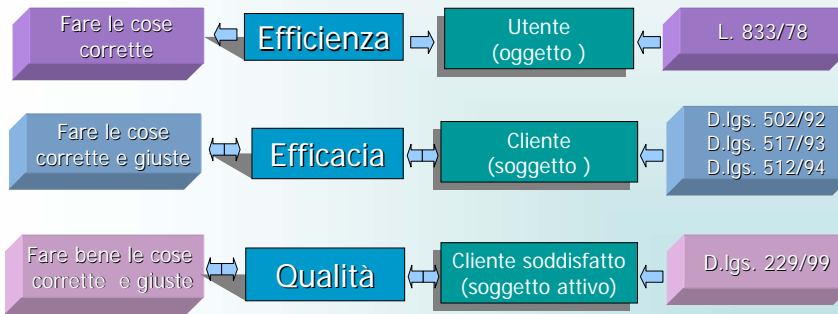 Fare le cose
corrette
Efficienza
Utente
(oggetto )
L. 833/78
Fare le cose
corrette e giuste
Efficacia
Cliente
(soggetto )
D.lgs. 502/92
D.lgs. 517/93
D.lgs. 512/94
Fare bene le cose
corrette e giuste
Qualità
Cliente soddisfatto
(soggetto attivo)
D.lgs. 229/99